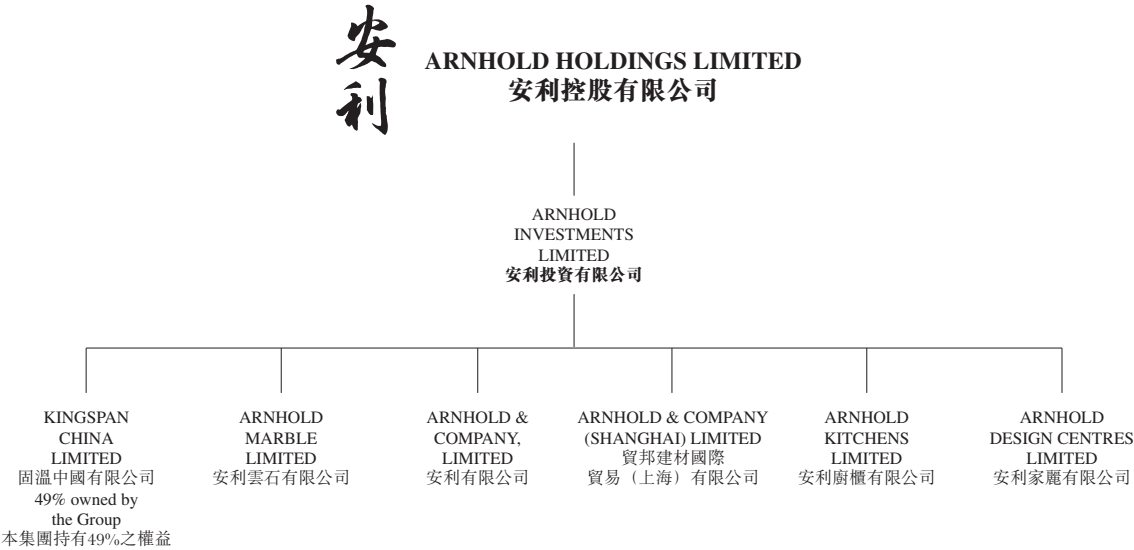 安
利
ARNHOLD HOLDINGS LIMITED
安利控股有限公司
ARNHOLD
INVESTMENTS
LIMITED
安利投資有限公司
KINGSPAN
CHINA
LIMITED
固溫中國有限公司
49% owned by
the Group
本集團持有49%之權益
ARNHOLD
MARBLE
LIMITED
安利雲石有限公司
ARNHOLD &
COMPANY,
LIMITED
安利有限公司
ARNHOLD & COMPANY
(SHANGHAI) LIMITED
貿邦建材國際
貿易（上海）有限公司
ARNHOLD
KITCHENS
LIMITED
安利廚櫃有限公司
ARNHOLD
DESIGN CENTRES
LIMITED
安利家麗有限公司